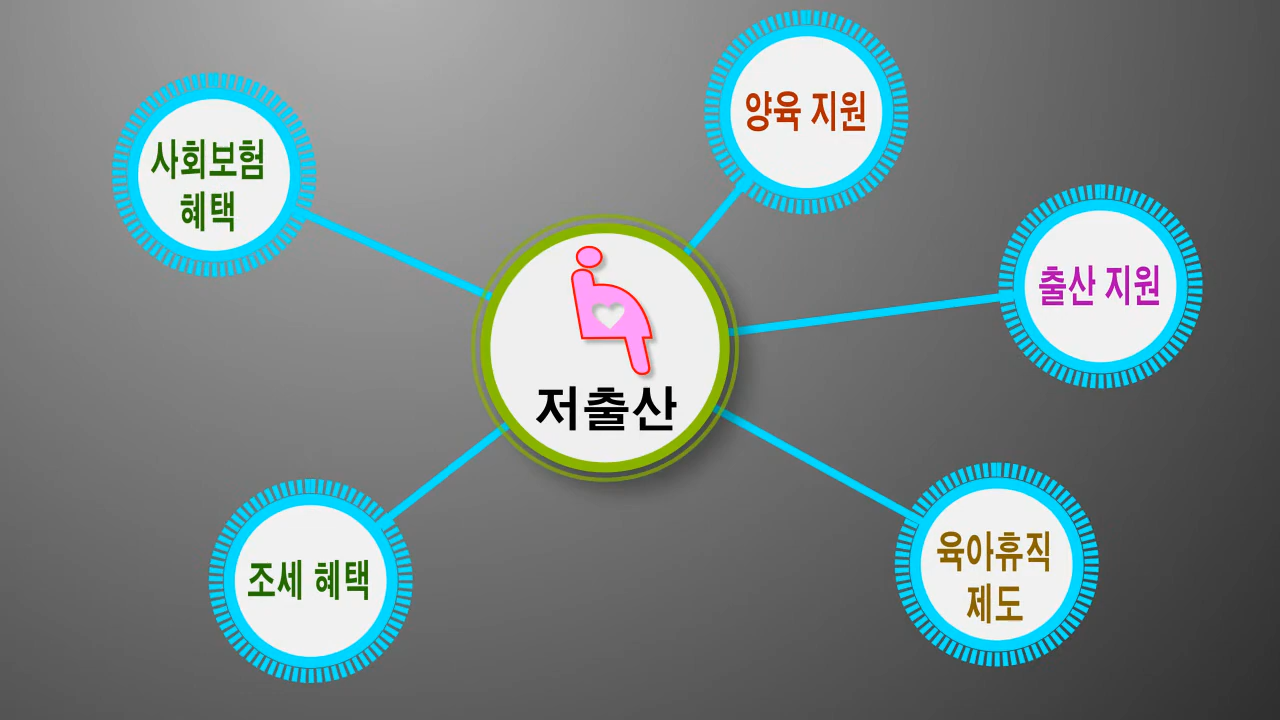 양육 지원
사회보험
혜택
출산 지원
저출산
육아휴직
제도
조세 혜택